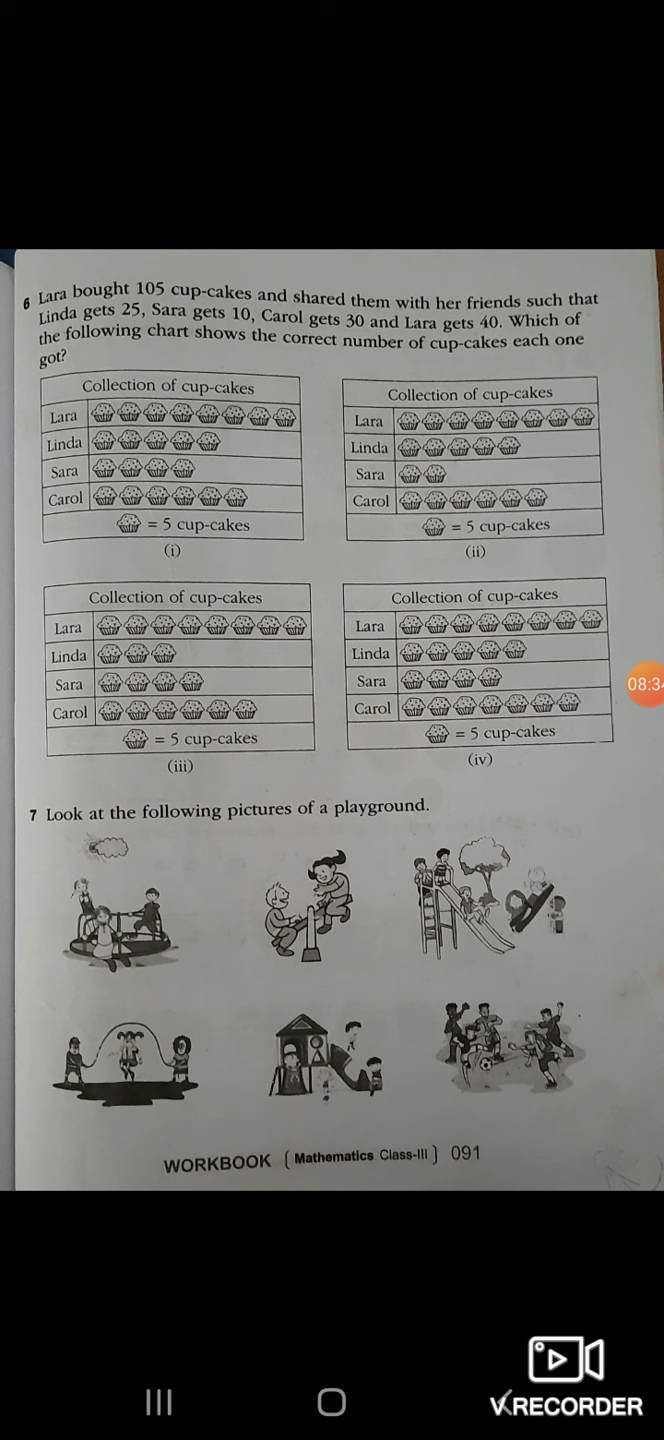 6 Lara bought 105 cup-cakes and shared them with her friends such that
Linda gets 25, Sara gets 10, Carol gets 30 and Lara gets 40. Which of
the following chart shows the correct number of cup-cakes each one
got?
Collection of cup-cakes
Lara
Linda
Sara
Carol
= 5 cup-cakes
(i)
Collection of cup-cakes
Lara
Linda
Sara
Carol
= 5 cup-cakes
(ii)
Collection of cup-cakes
Lara
Linda
Sara
Carol
= 5 cup-cakes
(iii)
Collection of cup-cakes
Lara
Linda
Sara
Carol
= 5 cup-cakes
(iv)
7 Look at the following pictures of a playground.
WORKBOOK ( Mathematics Class-III ) 091
VRECORDER